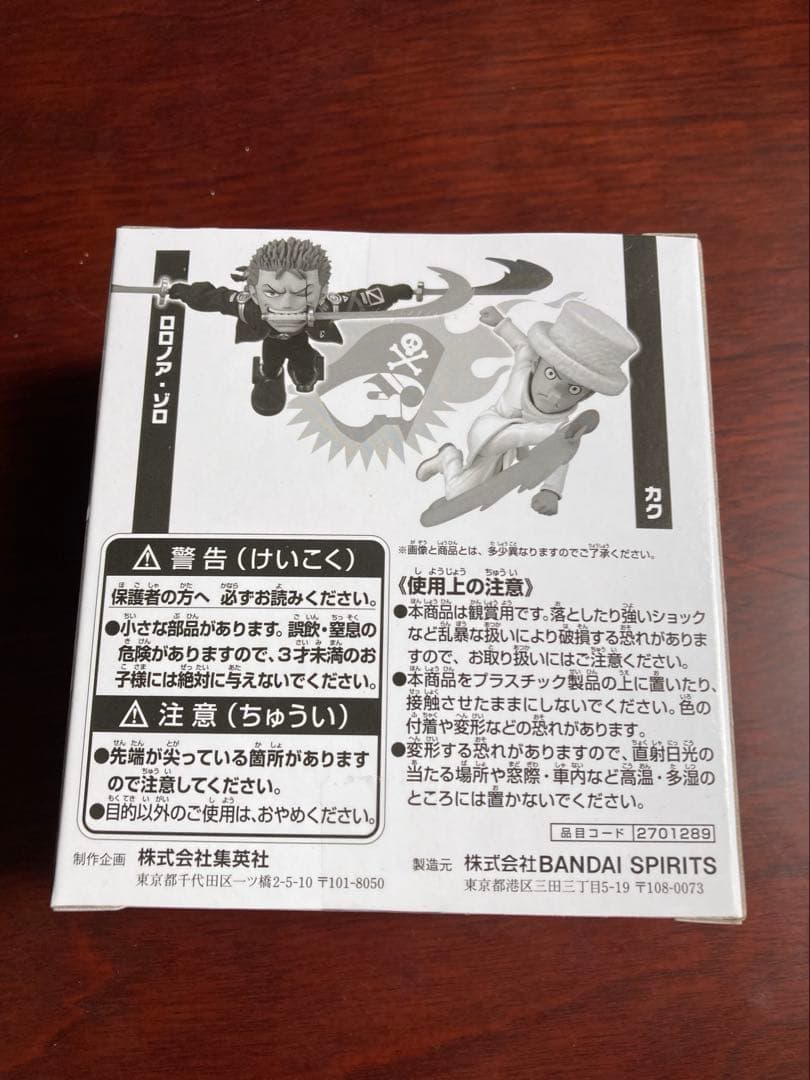 ロロノア・ゾロ
カク
⚠ 警告(けいこく)
保護者の方へ 必ずお読みください。
●小さな部品があります。誤飲・窒息の
危険がありますので、3才未満のお
子様には絶対に与えないでください。
⚠ 注意(ちゅうい)
●先端が尖っている箇所があります
ので注意してください。
●目的以外のご使用は、おやめください。
※画像と商品とは、多少異なりますのでご了承ください。
《使用上の注意》
●本商品は観賞用です。落としたり強いショック
など乱暴な扱いにより破損する恐れがありま
すので、お取り扱いにはご注意ください。
●本商品をプラスチック製品の上に置いたり、
接触させたままにしないでください。色の
付着や変形などの恐れがあります。
●変形する恐れがありますので、直射日光の
当たる場所や窓際・車内など高温・多湿の
ところには置かないでください。
品目コード 2701289
制作企画 株式会社集英社
東京都千代田区一ツ橋2-5-10 〒101-8050
製造元 株式会社BANDAI SPIRITS
東京都港区三田三丁目5-19 〒108-0073